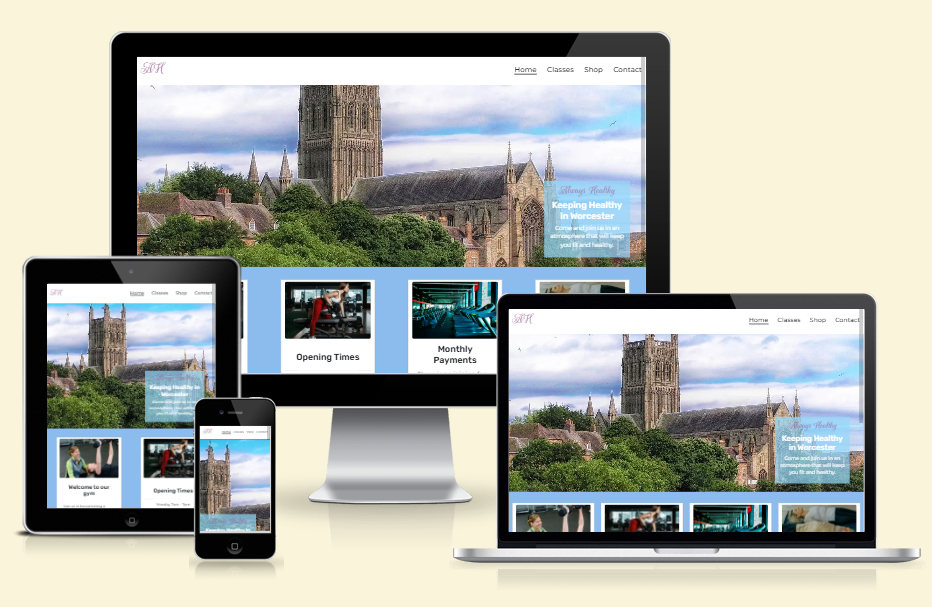 AH
Home Classes Shop Contact
Always Healthy
Keeping Healthy
in Worcester
Come and join us in an
atmosphere that will keep
you fit and healthy.
Opening Times
Monthly
Payments
AH
Home Classes Shop Contact
Keeping Healthy in
Worcester
Welcome to our
gym
Opening Times
AH
Home Classes Shop Contact
Always Healthy
Keeping Healthy
in Worcester
Come and join us in an
atmosphere that will keep
you fit and healthy.